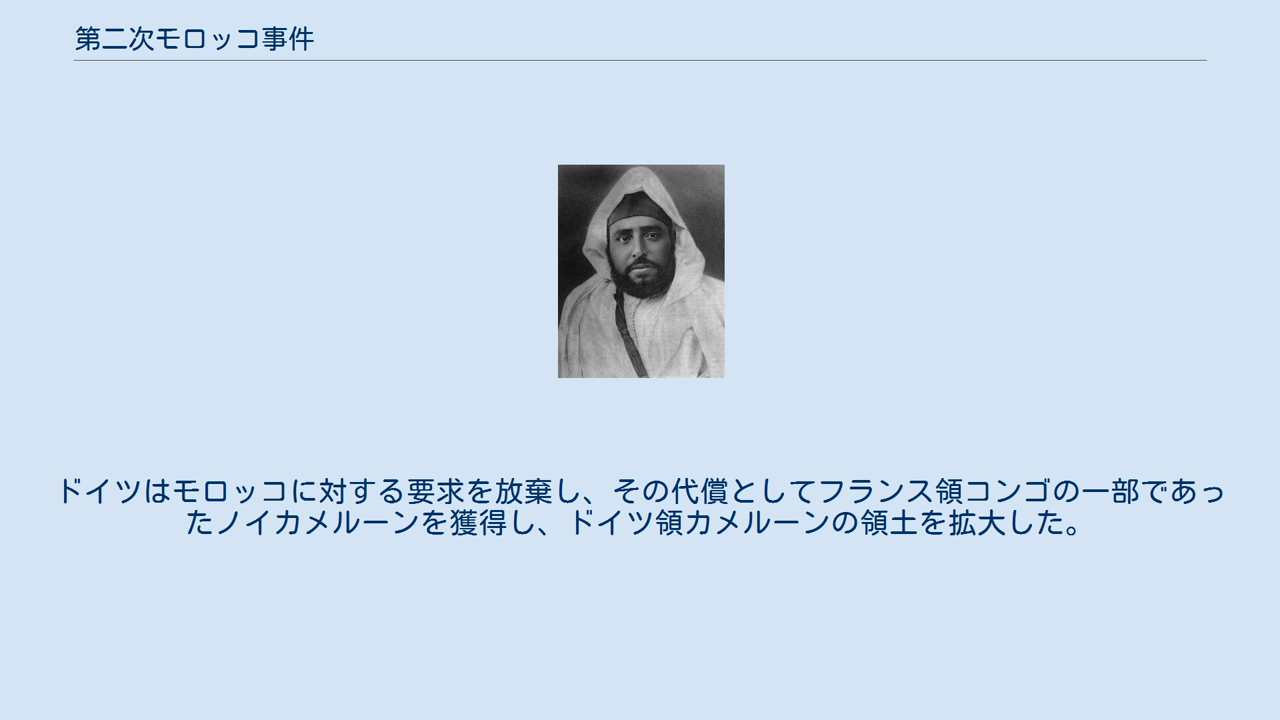 第二次モロッコ事件
ドイツはモロッコに対する要求を放棄し、その代償としてフランス領コンゴの一部であっ
たノイカメルーンを獲得し、ドイツ領カメルーンの領土を拡大した。